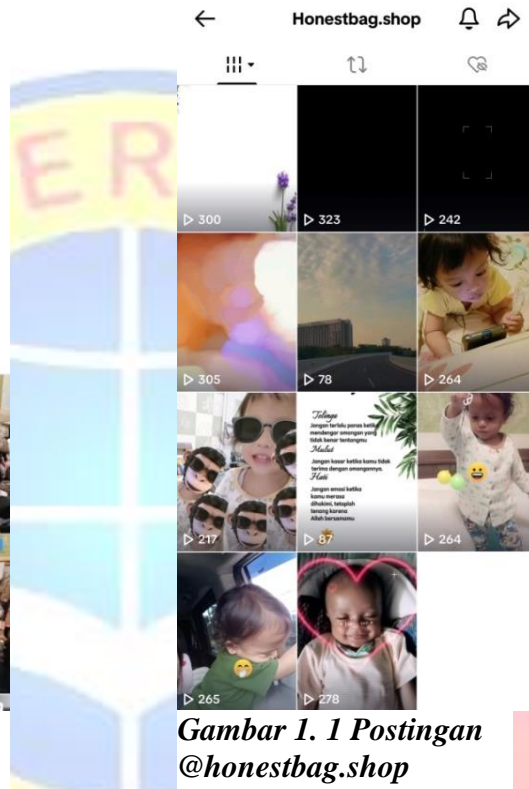 Honestbag.shop
ER
300
323
242
305
78
264
217
Telinga
Jangan terlalu panas ketika
mendengar omongan yang
tidak benar tentangmu
Mulut
Jangan kasar ketika kamu tidak
terima dengan omongannya.
Hati
Jangan emosi ketika
kamu merasa
dihakimi, tetaplah
tenang karena
Allah bersamamu
87
264
265
278
Gambar 1. 1 Postingan
@honestbag.shop